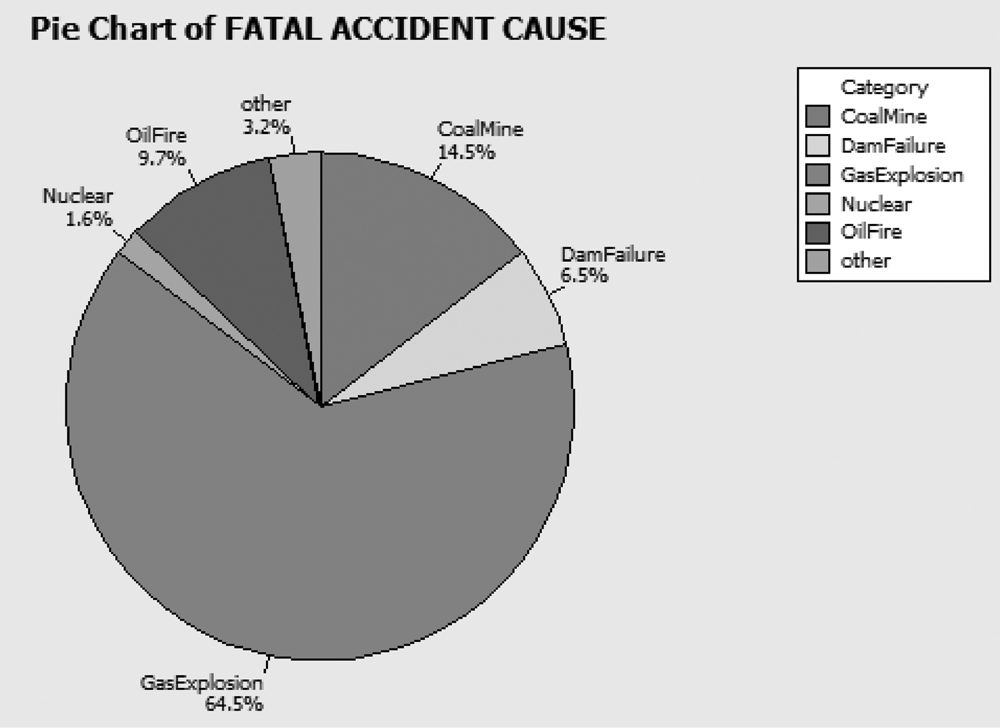 Pie Chart of FATAL ACCIDENT CAUSE
other
3.2%
OilFire
9.7%
Nuclear
1.6%
CoalMine
14.5%
DamFailure
6.5%
GasExplosion
64.5%
Category
CoalMine
DamFailure
GasExplosion
Nuclear
OilFire
other